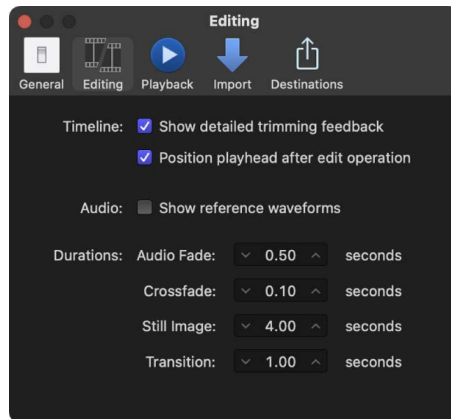 Editing
General Editing Playback Import Destinations
Timeline: Show detailed trimming feedback
Position playhead after edit operation
Audio: Show reference waveforms
Durations: Audio Fade: 0.50 seconds
Crossfade: 0.10 seconds
Still Image: 4.00 seconds
Transition: 1.00 seconds